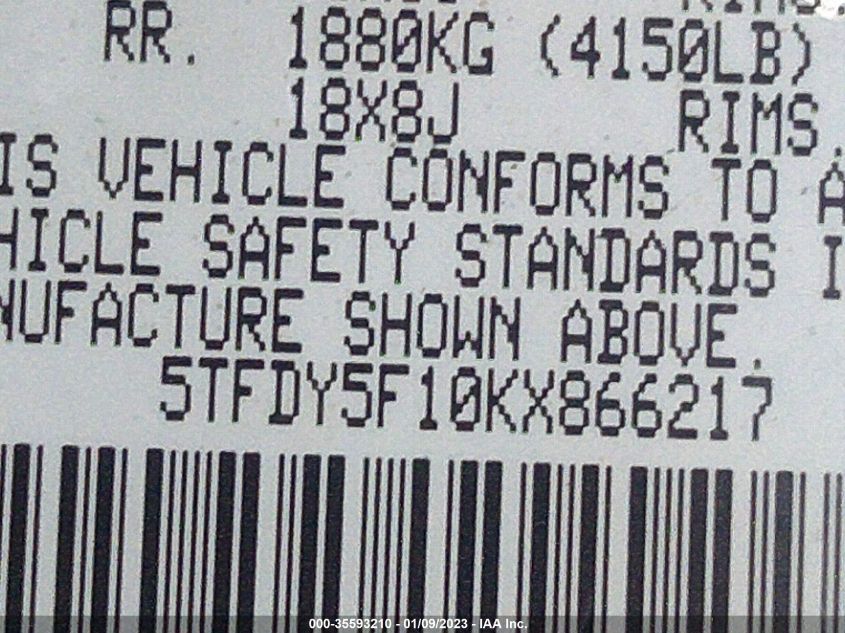 RIMS.
RR. 1880KG (4150LB)
18X8J RIMS.
IS VEHICLE CONFORMS TO A
HICLE SAFETY STANDARDS I
NUFACTURE SHOWN ABOVE.
5TFDY5F10KX866217
000-35593210 - 01/09/2023 - IAA Inc.